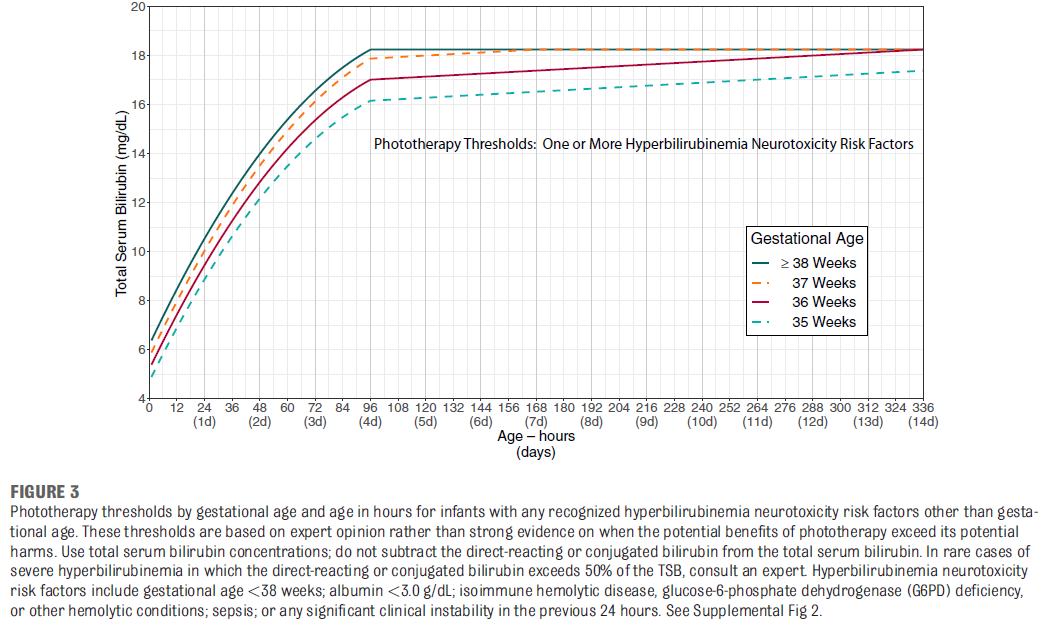 20
18
16
14
12
10
8
6
4
Total Serum Bilirubin (mg/dL)
Phototherapy Thresholds: One or More Hyperbilirubinemia Neurotoxicity Risk Factors
Gestational Age
≥ 38 Weeks
37 Weeks
36 Weeks
35 Weeks
0 12 24 36 48 60 72 84 96 108 120 132 144 156 168 180 192 204 216 228 240 252 264 276 288 300 312 324 336
(1d) (2d) (3d) (4d) (5d) (6d) (7d) (8d) (9d) (10d) (11d) (12d) (13d) (14d)
Age – hours
(days)
FIGURE 3
Phototherapy thresholds by gestational age and age in hours for infants with any recognized hyperbilirubinemia neurotoxicity risk factors other than gesta-
tional age. These thresholds are based on expert opinion rather than strong evidence on when the potential benefits of phototherapy exceed its potential
harms. Use total serum bilirubin concentrations; do not subtract the direct-reacting or conjugated bilirubin from the total serum bilirubin. In rare cases of
severe hyperbilirubinemia in which the direct-reacting or conjugated bilirubin exceeds 50% of the TSB, consult an expert. Hyperbilirubinemia neurotoxicity
risk factors include gestational age <38 weeks; albumin <3.0 g/dL; isoimmune hemolytic disease, glucose-6-phosphate dehydrogenase (G6PD) deficiency,
or other hemolytic conditions; sepsis; or any significant clinical instability in the previous 24 hours. See Supplemental Fig 2.